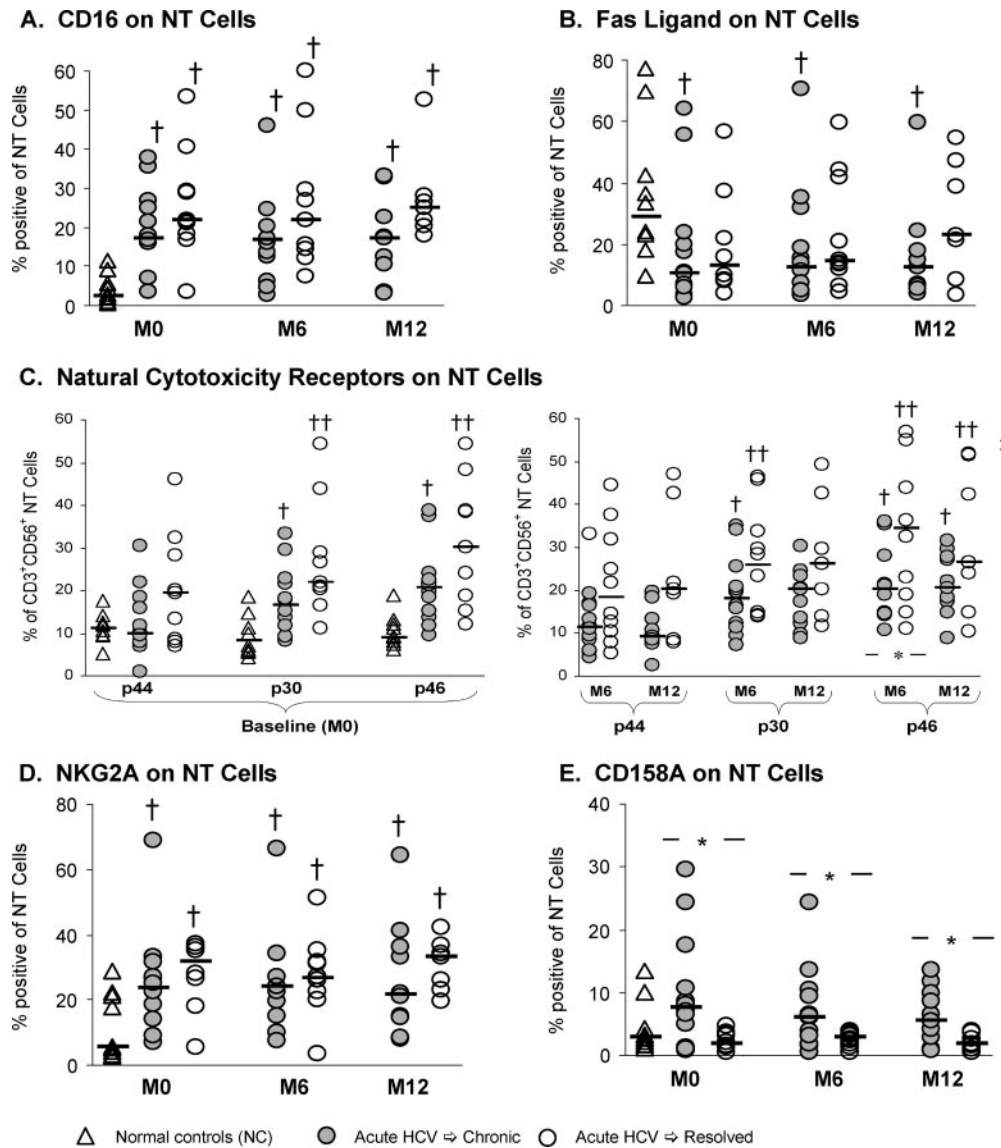 A. CD16 on NT Cells
% positive of NT Cells
60
50
40
30
20
10
0
† † † † † †
M0 M6 M12
B. Fas Ligand on NT Cells
% positive of NT Cells
80
60
40
20
0
† † †
M0 M6 M12
C. Natural Cytotoxicity Receptors on NT Cells
% of CD3⁺CD56⁺ NT Cells
60
50
40
30
20
10
0
† †† † ††
p44 p30 p46
Baseline (M0)
% of CD3⁺CD56⁺ NT Cells
60
50
40
30
20
10
0
† †† † †† † ††
*
M6 M12 M6 M12 M6 M12
p44 p30 p46
D. NKG2A on NT Cells
% positive of NT Cells
80
60
40
20
0
† † † † † †
M0 M6 M12
E. CD158A on NT Cells
% positive of NT Cells
40
30
20
10
0
* * *
M0 M6 M12
△ Normal controls (NC) Acute HCV ⇨ Chronic Acute HCV ⇨ Resolved